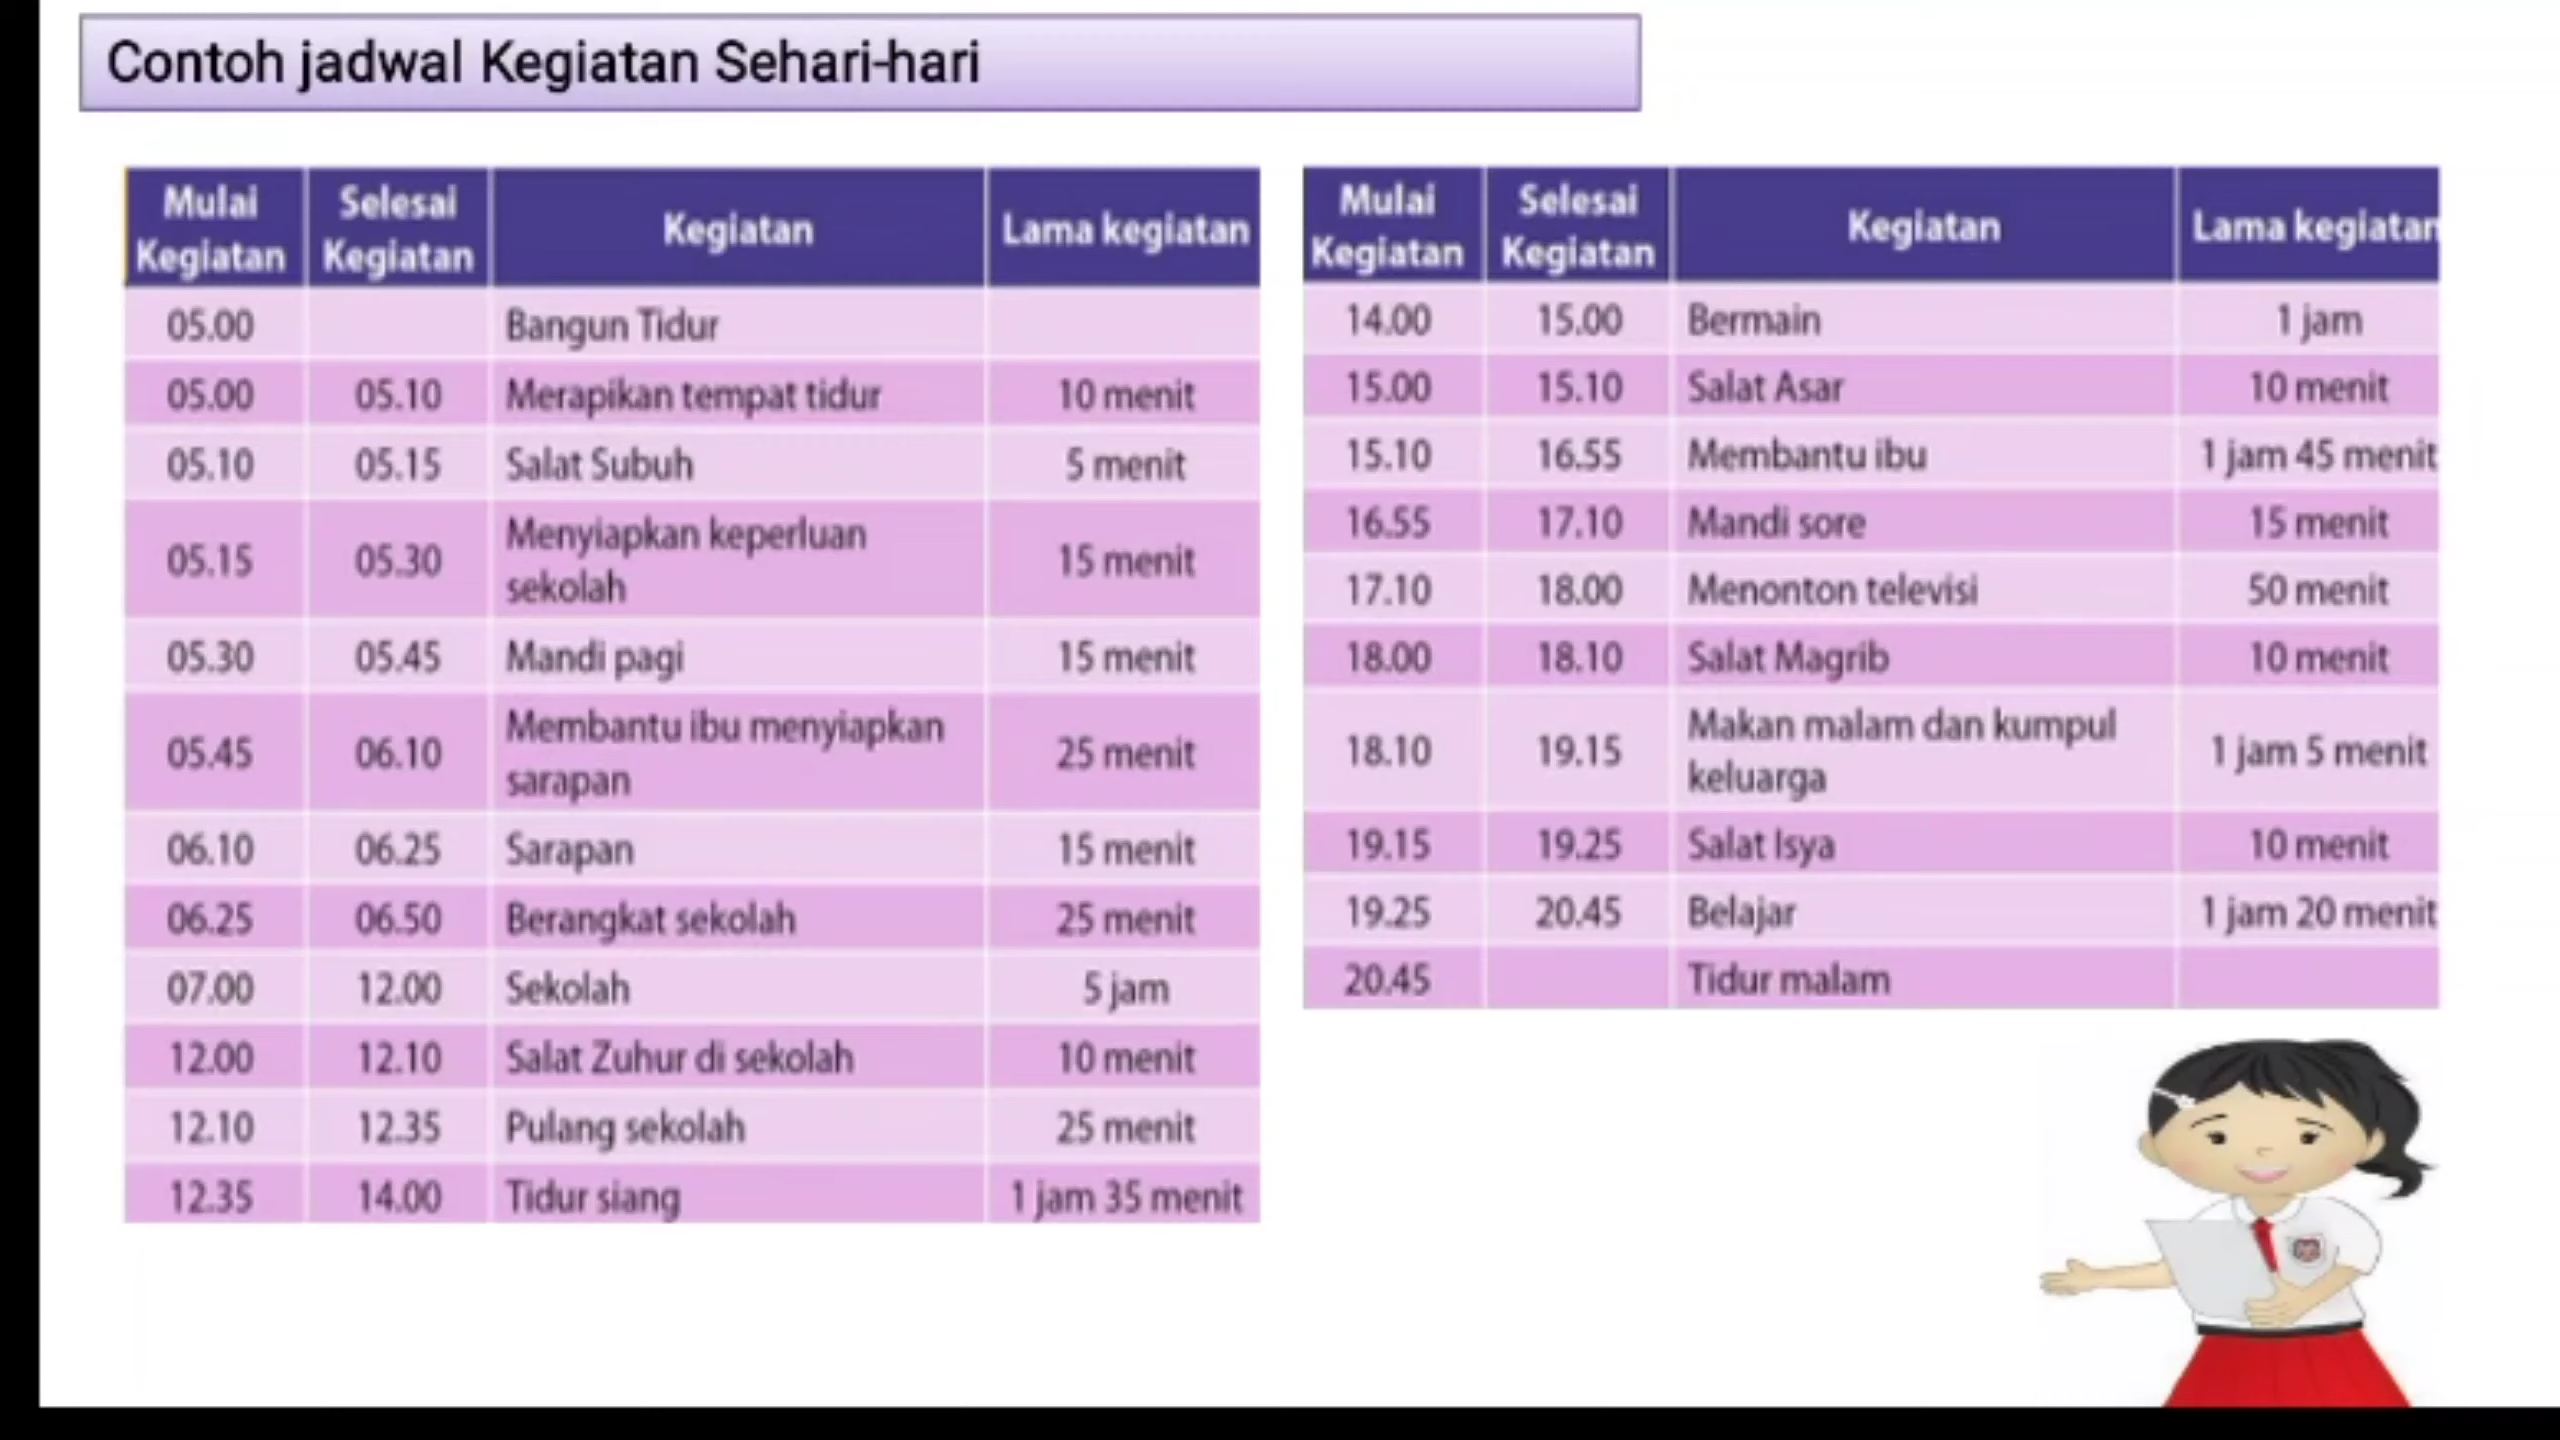 Contoh jadwal Kegiatan Sehari-hari
Mulai Kegiatan Selesai Kegiatan Kegiatan Lama kegiatan
05.00 Bangun Tidur
05.00 05.10 Merapikan tempat tidur 10 menit
05.10 05.15 Salat Subuh 5 menit
05.15 05.30 Menyiapkan keperluan sekolah 15 menit
05.30 05.45 Mandi pagi 15 menit
05.45 06.10 Membantu ibu menyiapkan sarapan 25 menit
06.10 06.25 Sarapan 15 menit
06.25 06.50 Berangkat sekolah 25 menit
07.00 12.00 Sekolah 5 jam
12.00 12.10 Salat Zuhur di sekolah 10 menit
12.10 12.35 Pulang sekolah 25 menit
12.35 14.00 Tidur siang 1 jam 35 menit
Mulai Kegiatan Selesai Kegiatan Kegiatan Lama kegiatan
14.00 15.00 Bermain 1 jam
15.00 15.10 Salat Asar 10 menit
15.10 16.55 Membantu ibu 1 jam 45 menit
16.55 17.10 Mandi sore 15 menit
17.10 18.00 Menonton televisi 50 menit
18.00 18.10 Salat Magrib 10 menit
18.10 19.15 Makan malam dan kumpul keluarga 1 jam 5 menit
19.15 19.25 Salat Isya 10 menit
19.25 20.45 Belajar 1 jam 20 menit
20.45 Tidur malam